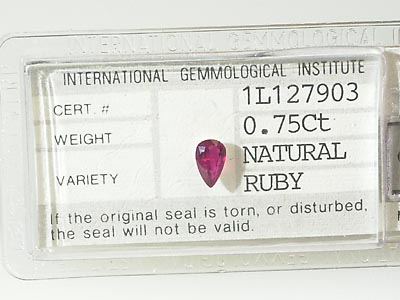 INTERNATIONAL GEMMOLOGICAL INSTITUTE
CERT. # 1L127903
WEIGHT 0.75Ct
VARIETY NATURAL
RUBY
If the original seal is torn, or disturbed,
the seal will not be valid.